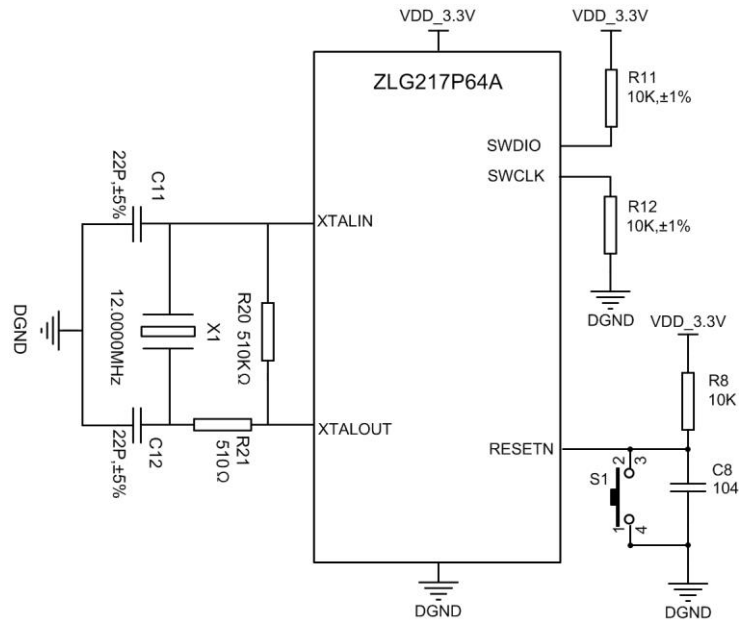 VDD_3.3V
VDD_3.3V
ZLG217P64A
R11
10K,±1%
SWDIO
SWCLK
R12
10K,±1%
DGND
C11
22P,±5%
XTALIN
DGND
X1
12.0000MHz
R20 510KΩ
C12
22P,±5%
R21
510Ω
XTALOUT
VDD_3.3V
R8
10K
RESETN
S1
2
3
1
4
C8
104
DGND
DGND